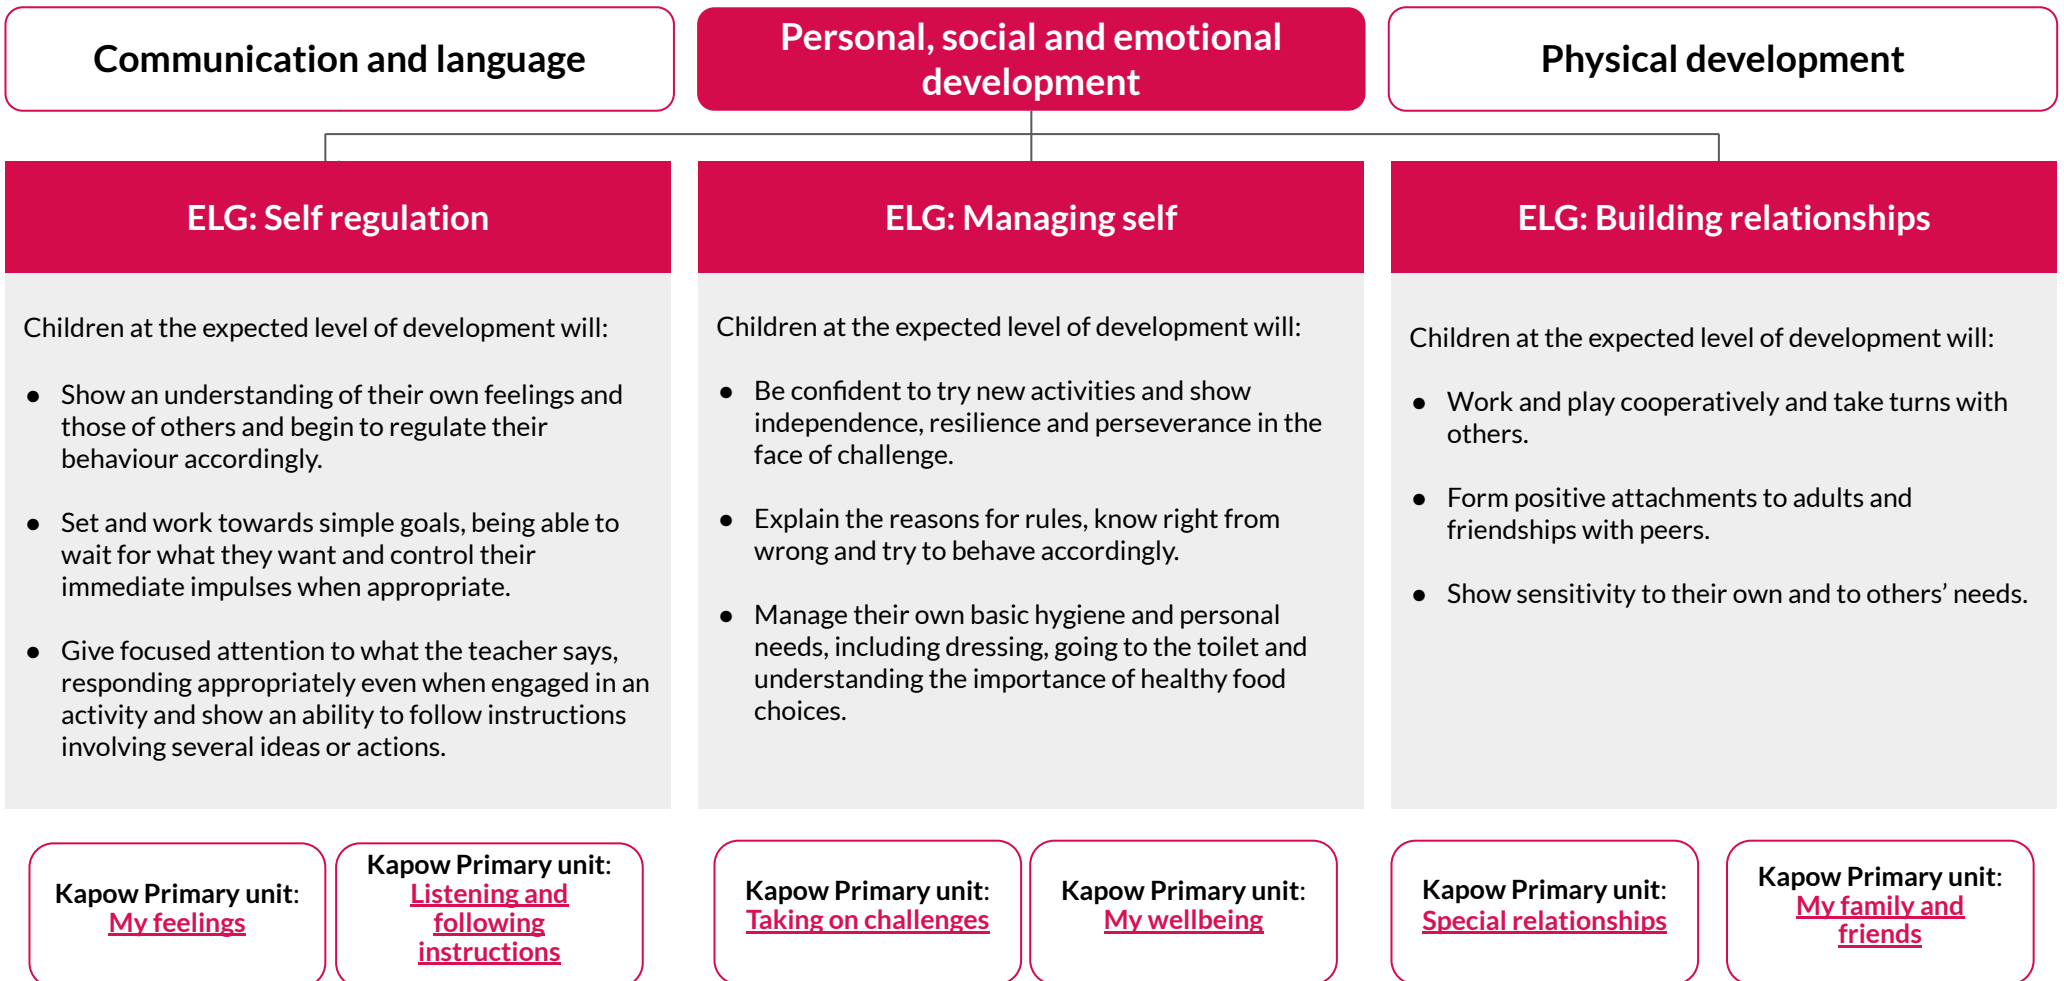 Communication and language
Personal, social and emotional
development
Physical development
ELG: Self regulation
Children at the expected level of development will:
● Show an understanding of their own feelings and
those of others and begin to regulate their
behaviour accordingly.
● Set and work towards simple goals, being able to
wait for what they want and control their
immediate impulses when appropriate.
● Give focused attention to what the teacher says,
responding appropriately even when engaged in an
activity and show an ability to follow instructions
involving several ideas or actions.
Kapow Primary unit:
My feelings
Kapow Primary unit:
Listening and
following
instructions
ELG: Managing self
Children at the expected level of development will:
● Be confident to try new activities and show
independence, resilience and perseverance in the
face of challenge.
● Explain the reasons for rules, know right from
wrong and try to behave accordingly.
● Manage their own basic hygiene and personal
needs, including dressing, going to the toilet and
understanding the importance of healthy food
choices.
Kapow Primary unit:
Taking on challenges
Kapow Primary unit:
My wellbeing
ELG: Building relationships
Children at the expected level of development will:
● Work and play cooperatively and take turns with
others.
● Form positive attachments to adults and
friendships with peers.
● Show sensitivity to their own and to others’ needs.
Kapow Primary unit:
Special relationships
Kapow Primary unit:
My family and
friends